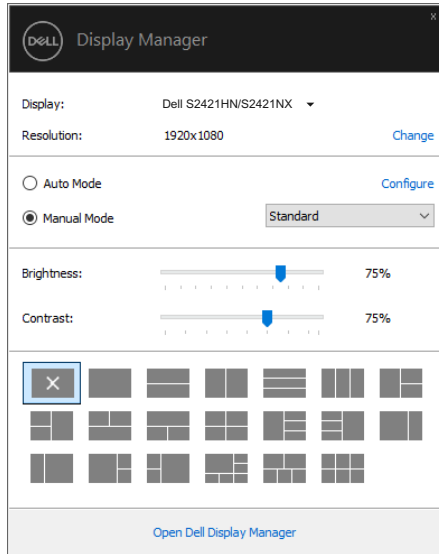 x
DELL Display Manager
Display: Dell S2421HN/S2421NX
Resolution: 1920x1080 Change
Auto Mode Configure
Manual Mode Standard
Brightness: 75%
Contrast: 75%
Open Dell Display Manager